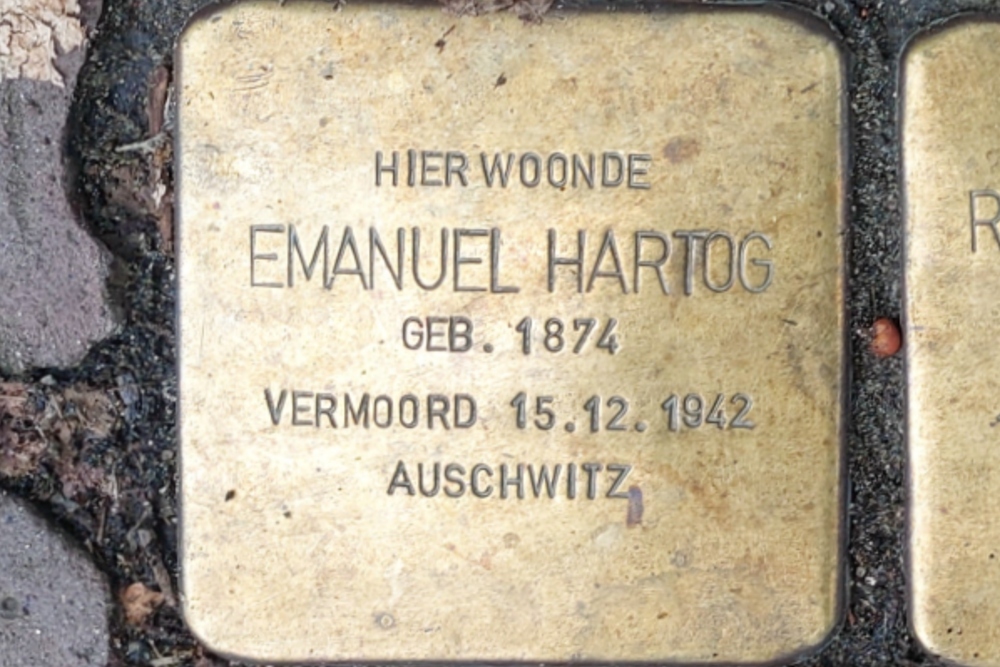 HIER WOONDE
EMANUEL HARTOG
GEB. 1874
VERMOORD 15.12.1942
AUSCHWITZ
R